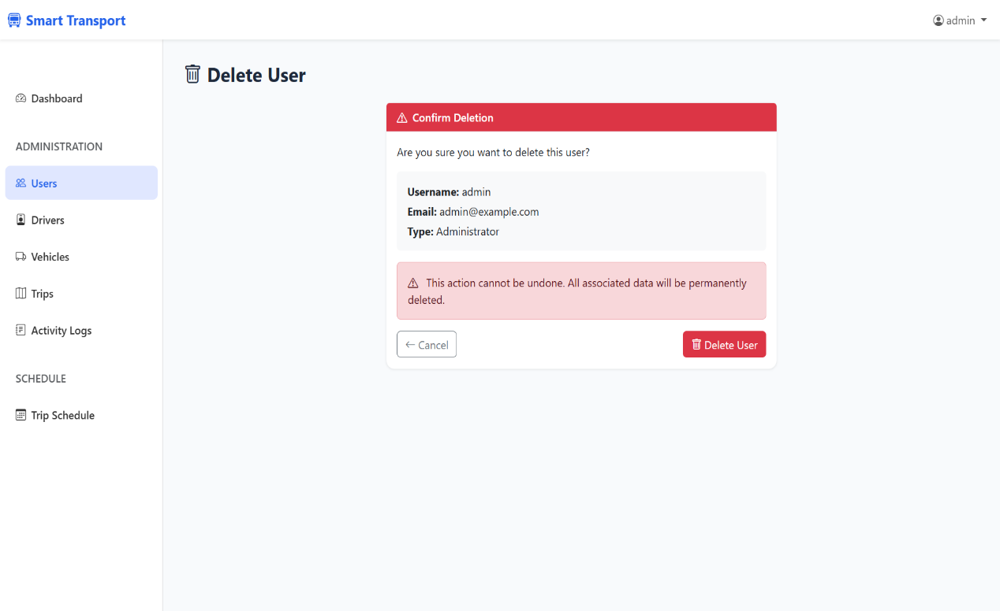 Smart Transport
admin
Dashboard
ADMINISTRATION
Users
Drivers
Vehicles
Trips
Activity Logs
SCHEDULE
Trip Schedule
Delete User
Confirm Deletion
Are you sure you want to delete this user?
Username: admin
Email: admin@example.com
Type: Administrator
This action cannot be undone. All associated data will be permanently
deleted.
Cancel
Delete User